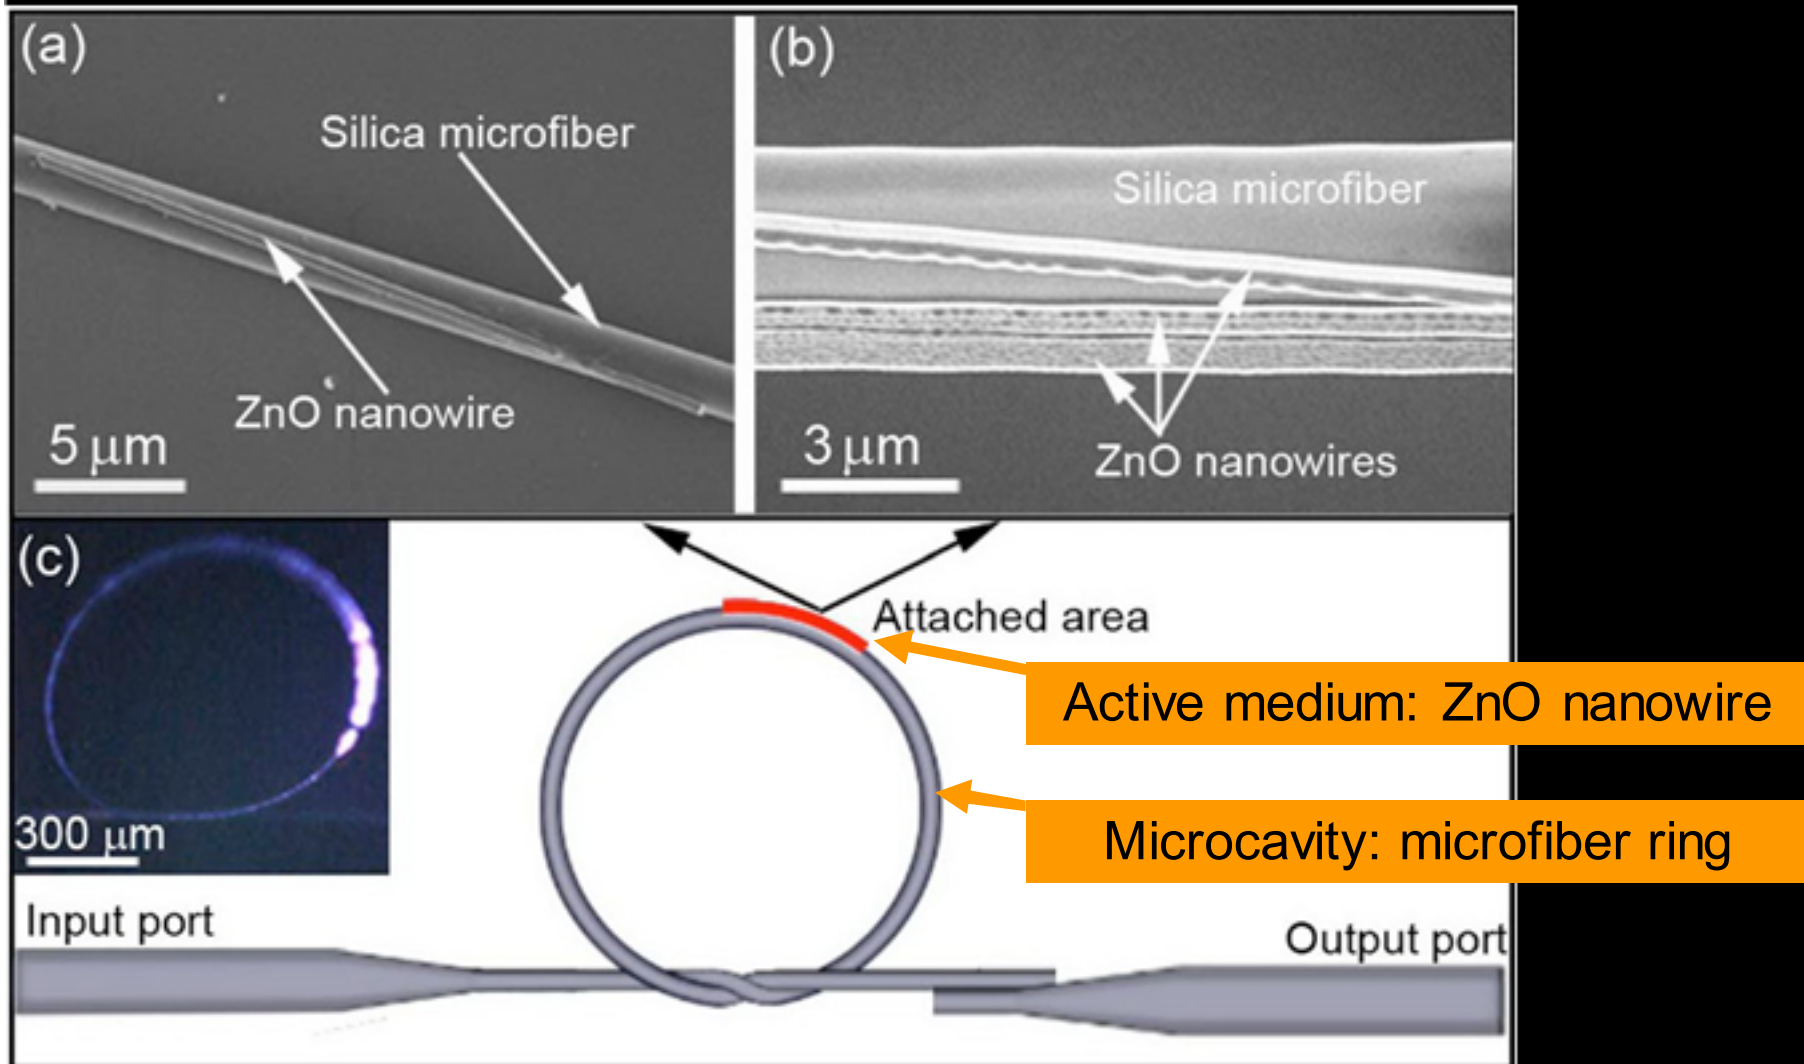 (a)
Silica microfiber
ZnO nanowire
5 μm
(b)
Silica microfiber
ZnO nanowires
3 μm
(c)
300 μm
Attached area
Active medium: ZnO nanowire
Microcavity: microfiber ring
Input port
Output port